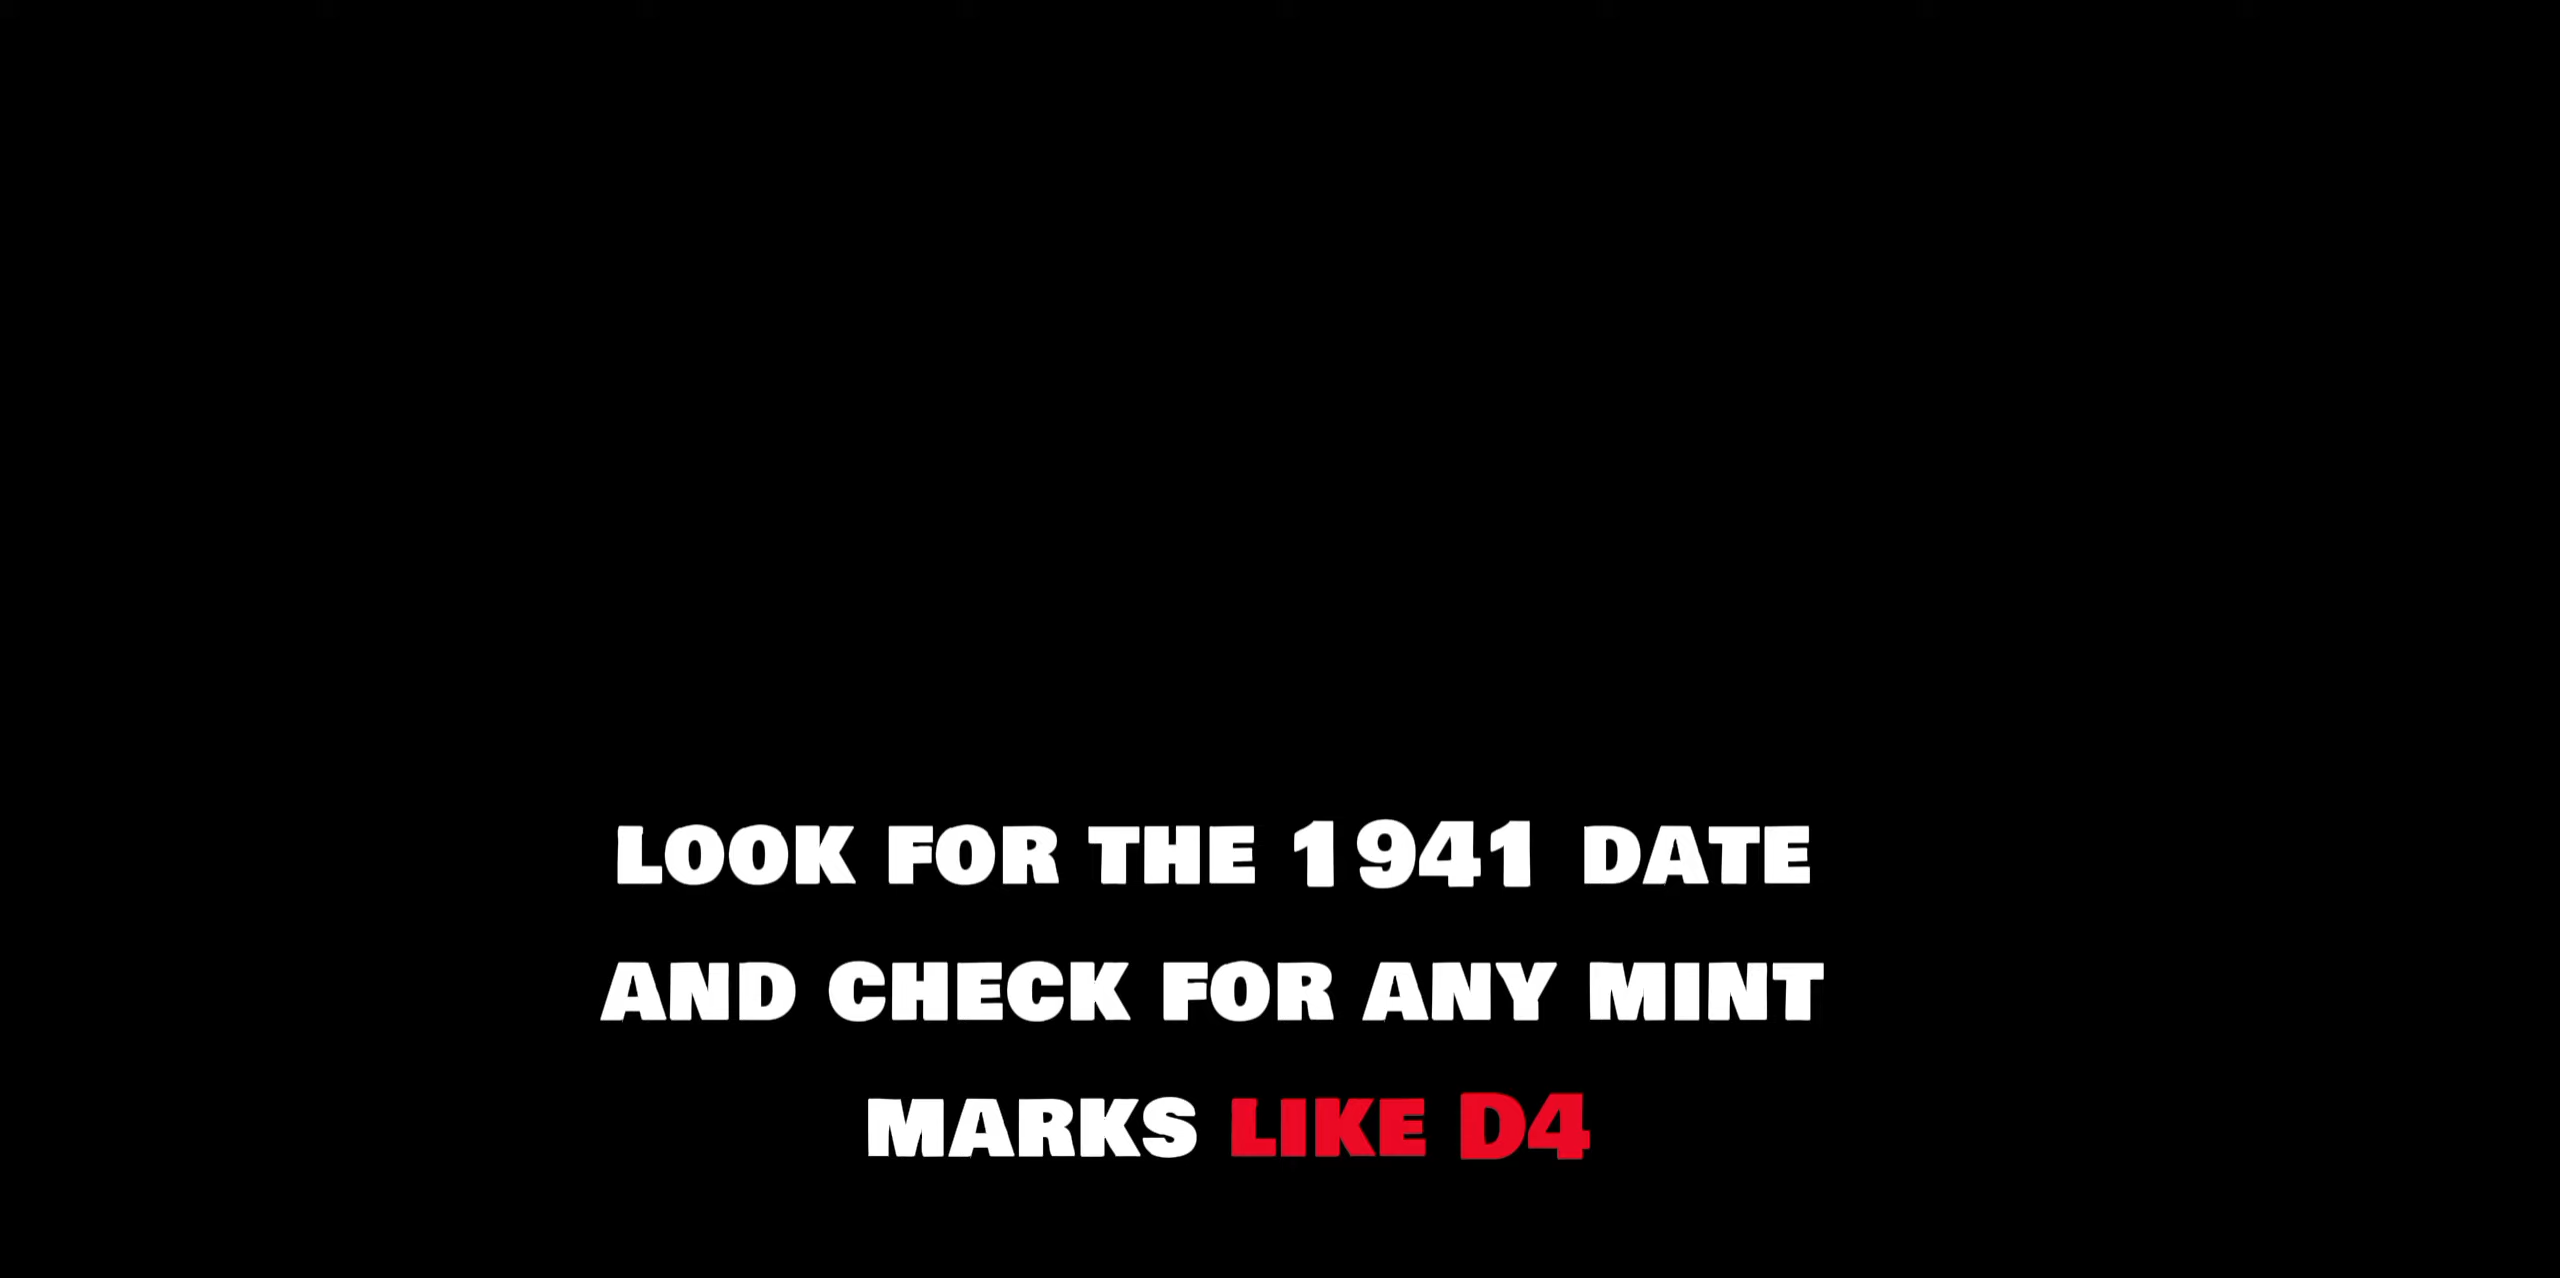 LOOK FOR THE 1941 DATE
AND CHECK FOR ANY MINT
MARKS LIKE D4